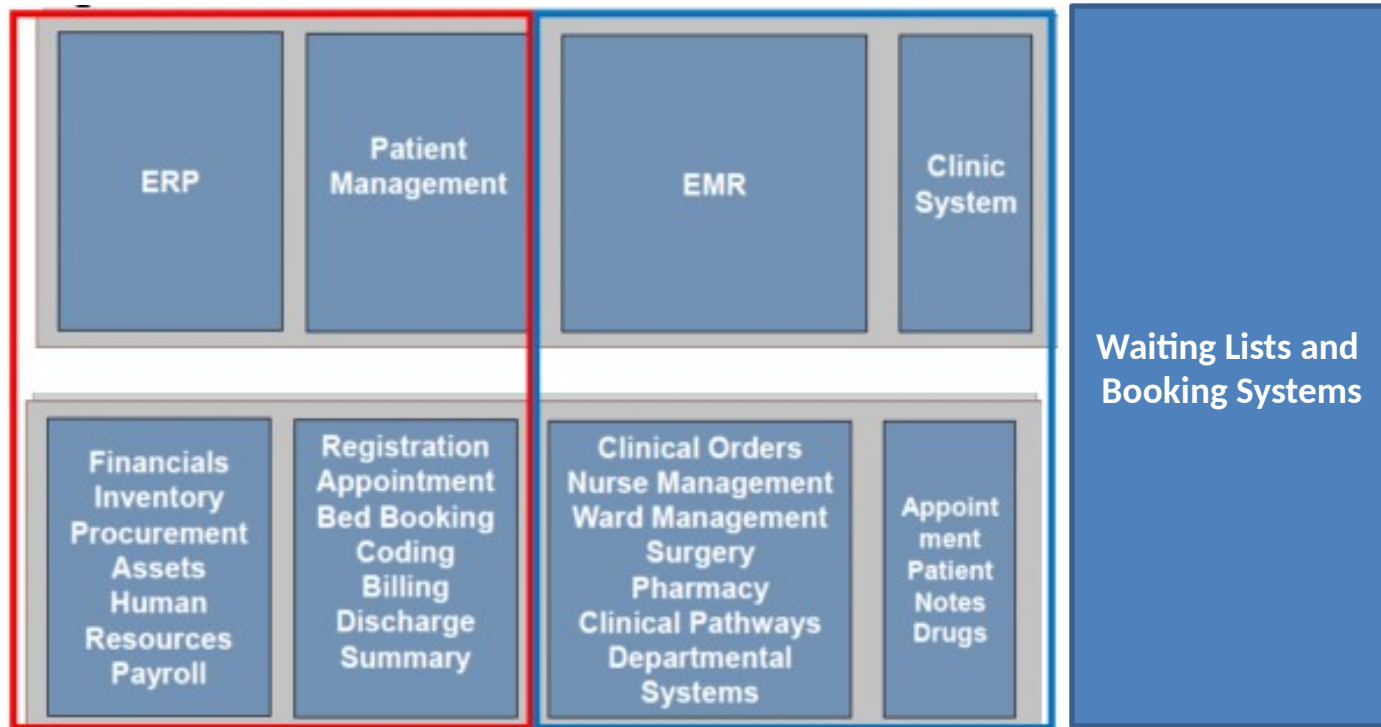 ERP
Patient
Management
EMR
Clinic
System
Waiting Lists and
Booking Systems
Financials
Inventory
Procurement
Assets
Human
Resources
Payroll
Registration
Appointment
Bed Booking
Coding
Billing
Discharge
Summary
Clinical Orders
Nurse Management
Ward Management
Surgery
Pharmacy
Clinical Pathways
Departmental
Systems
Appoint
ment
Patient
Notes
Drugs